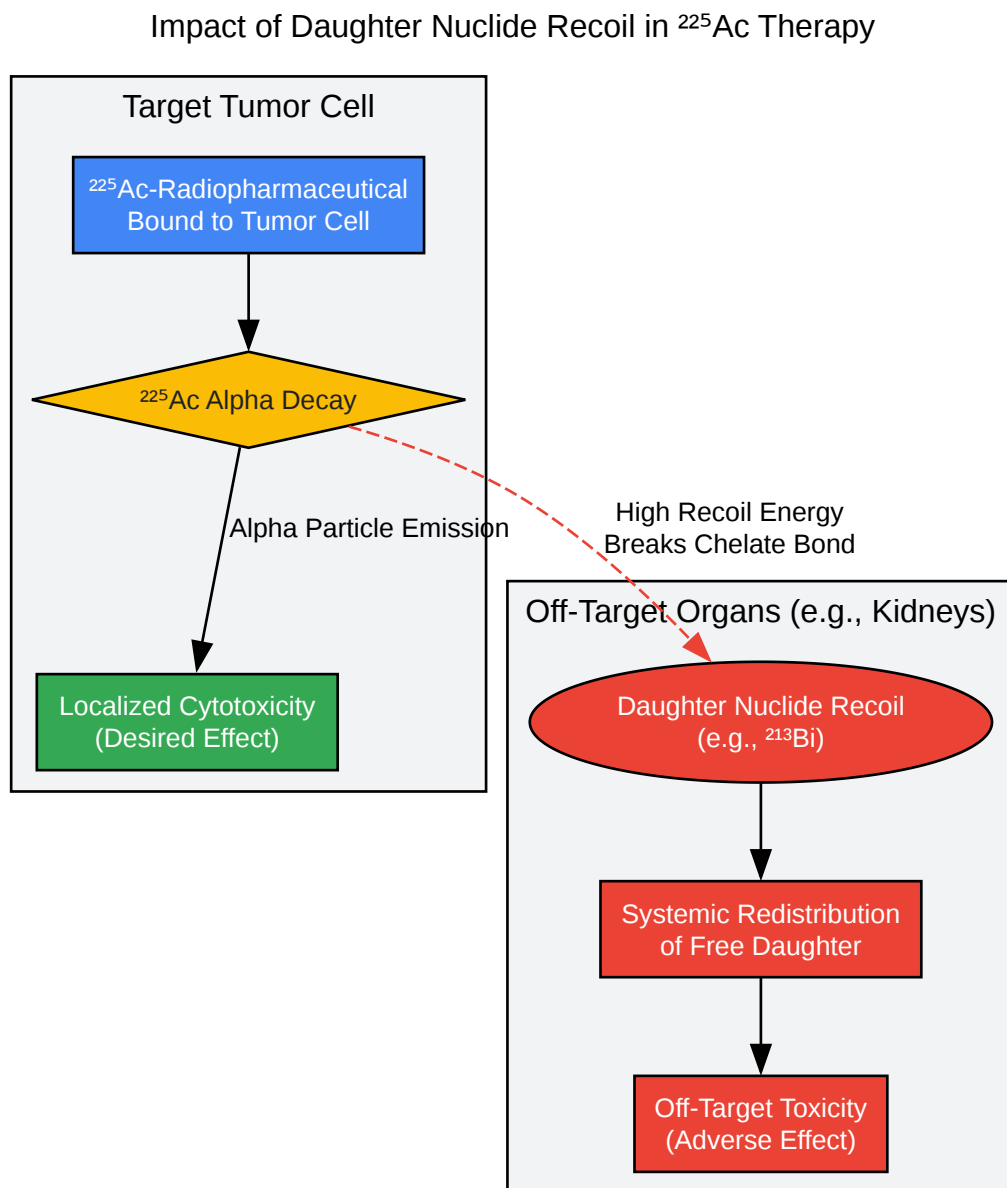 Impact of Daughter Nuclide Recoil in ²²⁵Ac Therapy
Target Tumor Cell
²²⁵Ac-Radiopharmaceutical
Bound to Tumor Cell
²²⁵Ac Alpha Decay
Alpha Particle Emission
High Recoil Energy
Breaks Chelate Bond
Localized Cytotoxicity
(Desired Effect)
Off-Target Organs (e.g., Kidneys)
Daughter Nuclide Recoil
(e.g., ²¹³Bi)
Systemic Redistribution
of Free Daughter
Off-Target Toxicity
(Adverse Effect)